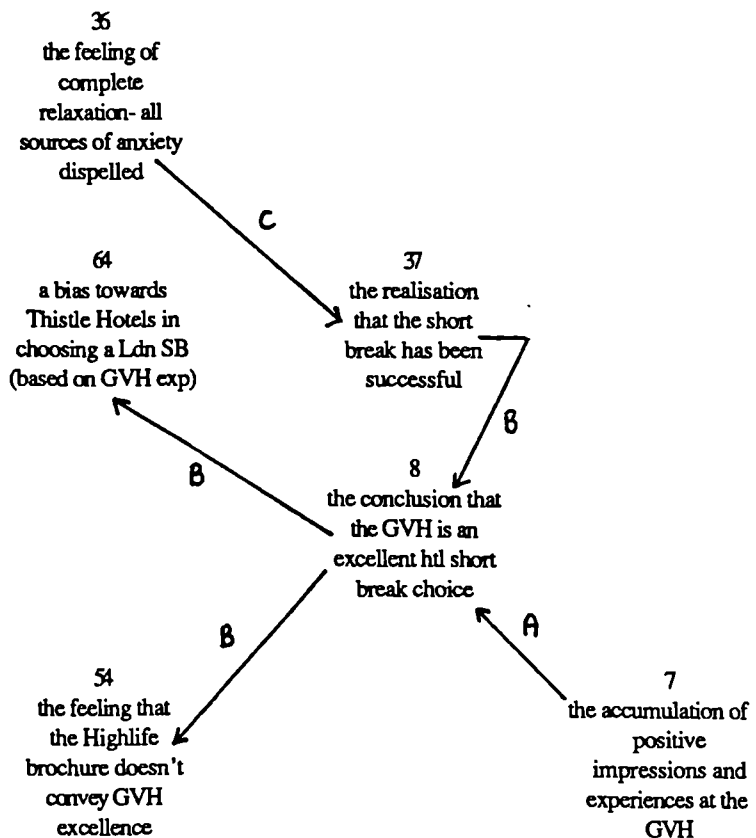 36
the feeling of
complete
relaxation- all
sources of anxiety
dispelled
C
64
a bias towards
Thistle Hotels in
choosing a Ldn SB
(based on GVH exp)
37
the realisation
that the short
break has been
successful
B
B
8
the conclusion that
the GVH is an
excellent htl short
break choice
B
A
54
the feeling that
the Highlife
brochure doesn't
convey GVH
excellence
7
the accumulation of
positive
impressions and
experiences at the
GVH